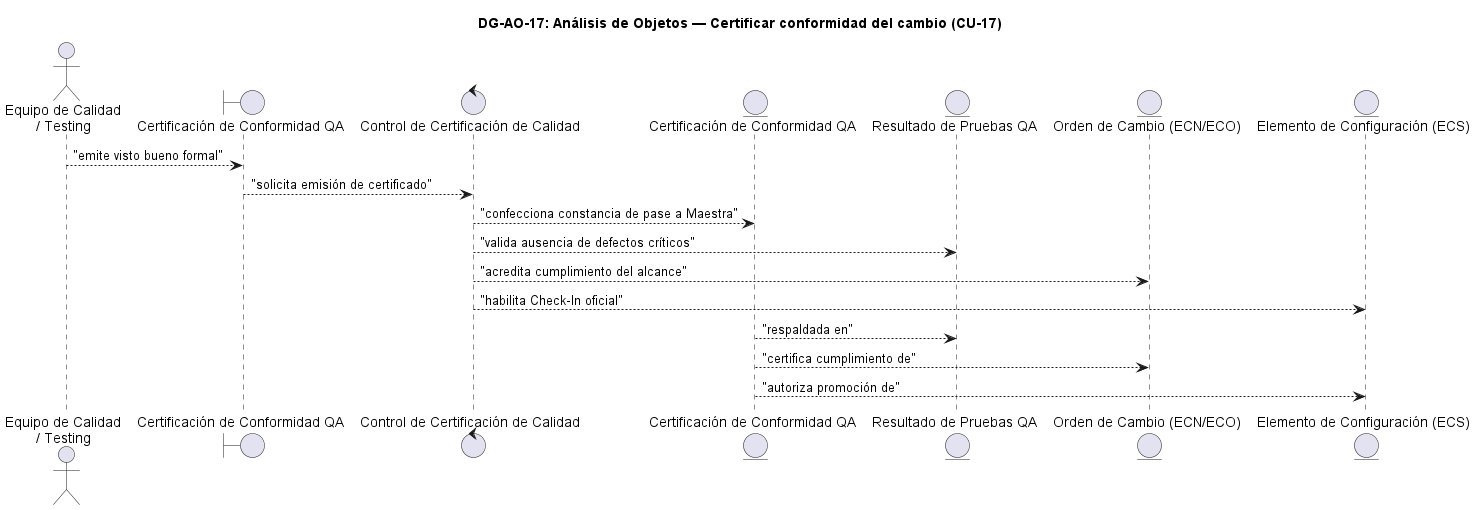 DG-AO-17: Análisis de Objetos — Certificar conformidad del cambio (CU-17)
Equipo de Calidad
/ Testing
Certificación de Conformidad QA
Control de Certificación de Calidad
Certificación de Conformidad QA
Resultado de Pruebas QA
Orden de Cambio (ECN/ECO)
Elemento de Configuración (ECS)
"emite visto bueno formal"
"solicita emisión de certificado"
"confecciona constancia de pase a Maestra"
"valida ausencia de defectos críticos"
"acredita cumplimiento del alcance"
"habilita Check-In oficial"
"respaldada en"
"certifica cumplimiento de"
"autoriza promoción de"
Equipo de Calidad
/ Testing
Certificación de Conformidad QA
Control de Certificación de Calidad
Certificación de Conformidad QA
Resultado de Pruebas QA
Orden de Cambio (ECN/ECO)
Elemento de Configuración (ECS)